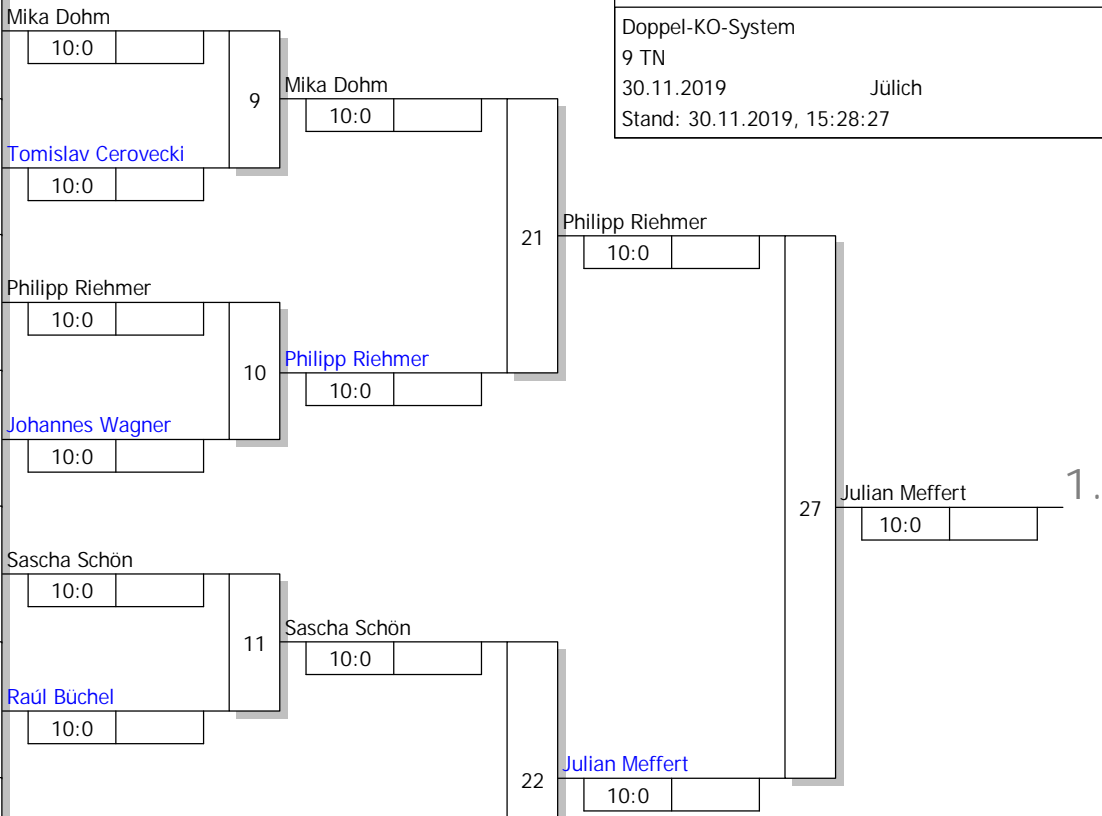 Doppel-KO-System
9 TN
30.11.2019 Jülich
Stand: 30.11.2019, 15:28:27
Mika Dohm
10:0
9
Mika Dohm
10:0
Tomislav Cerovecki
10:0
21
Philipp Riehmer
10:0
Philipp Riehmer
10:0
10
Philipp Riehmer
10:0
Johannes Wagner
10:0
27
Julian Meffert
1.
10:0
Sascha Schön
10:0
11
Sascha Schön
10:0
Raúl Büchel
10:0
22
Julian Meffert
10:0